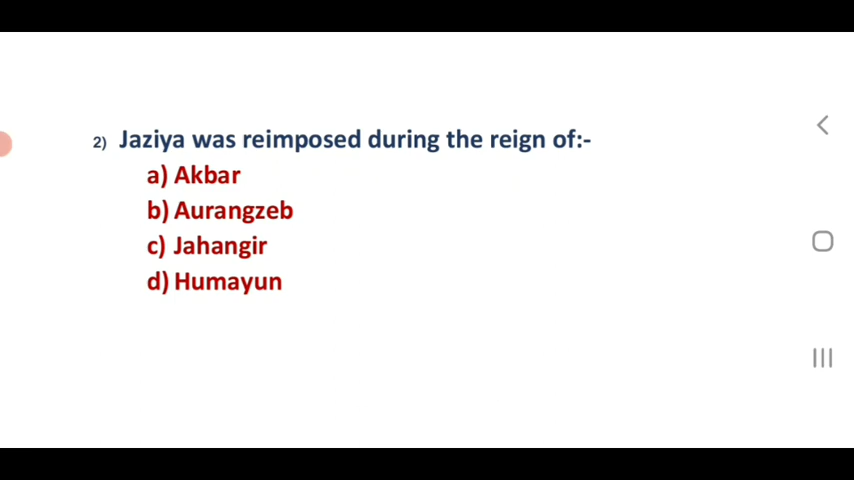 2) Jaziya was reimposed during the reign of:-
a) Akbar
b) Aurangzeb
c) Jahangir
d) Humayun